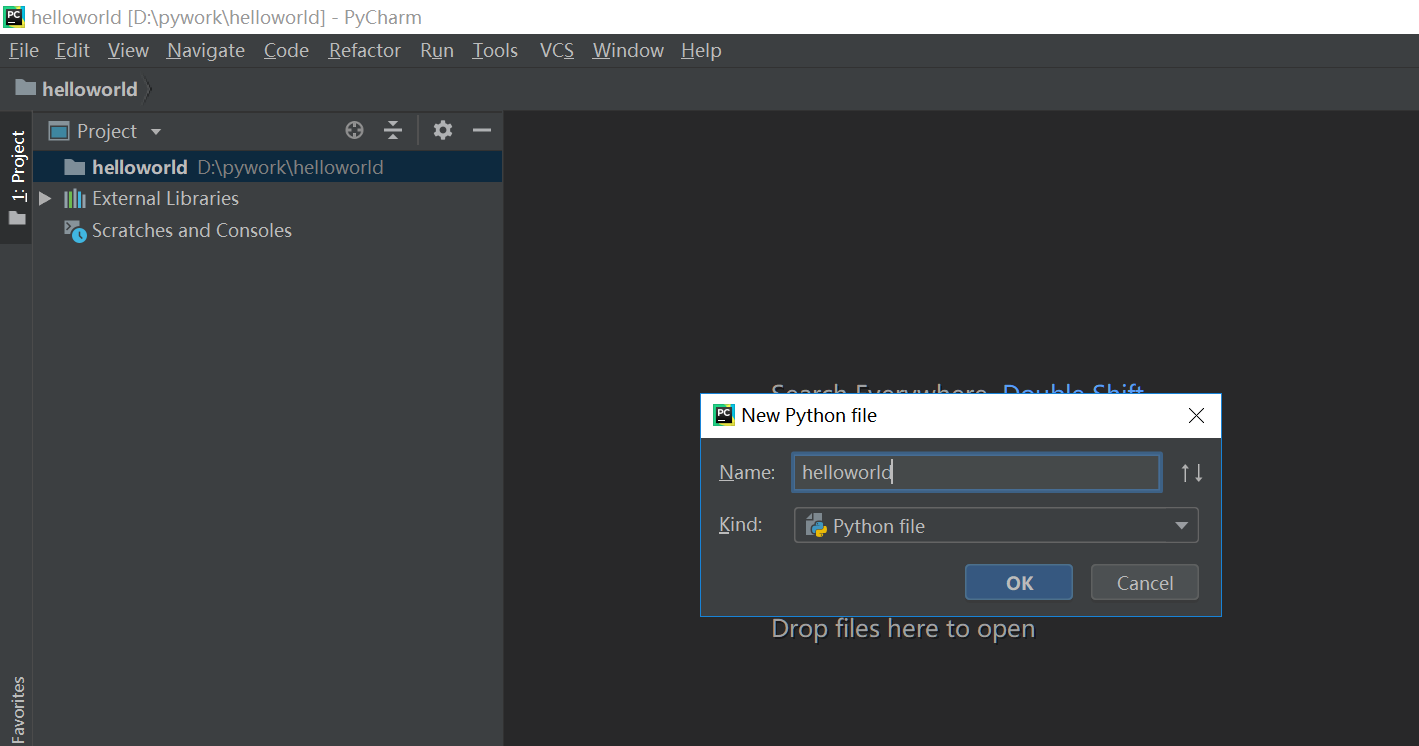 helloworld [D:\pywork\helloworld] - PyCharm
File Edit View Navigate Code Refactor Run Tools VCS Window Help
helloworld
1: Project
Project
helloworld D:\pywork\helloworld
External Libraries
Scratches and Consoles
Search Everywhere Double Shift
New Python file
Name: helloworld
Kind: Python file
OK Cancel
Drop files here to open
Favorites